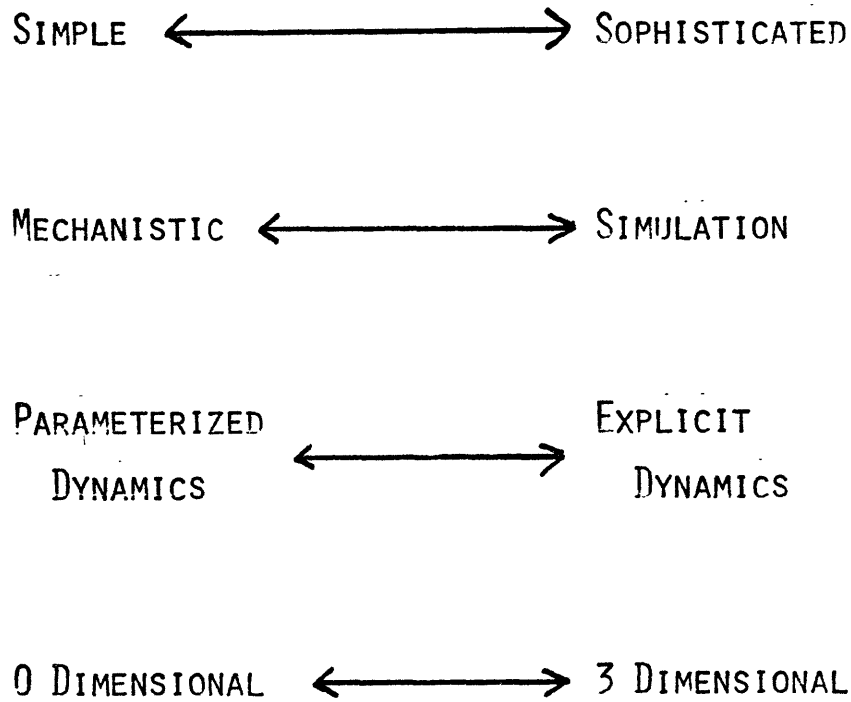 SIMPLE ⟷ SOPHISTICATED
MECHANISTIC ⟷ SIMULATION
PARAMETERIZED ⟷ EXPLICIT
DYNAMICS DYNAMICS
0 DIMENSIONAL ⟷ 3 DIMENSIONAL